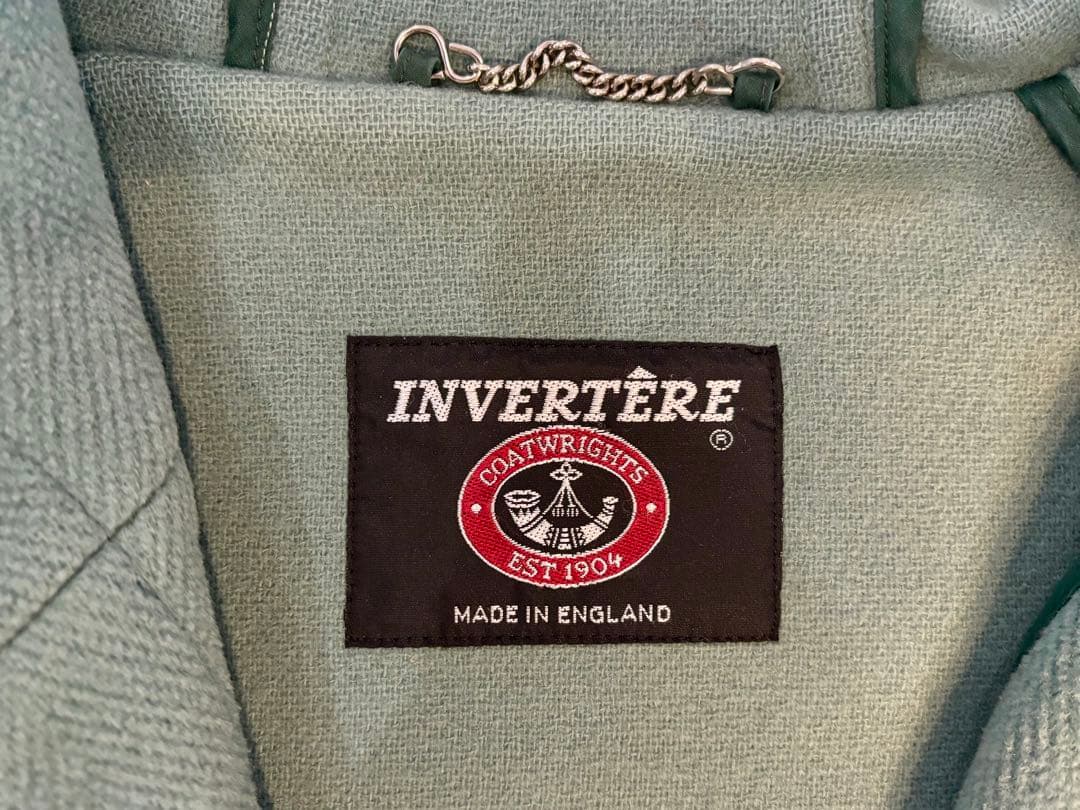 INVERTÊRE
®
COATWRIGHTS
EST 1904
MADE IN ENGLAND